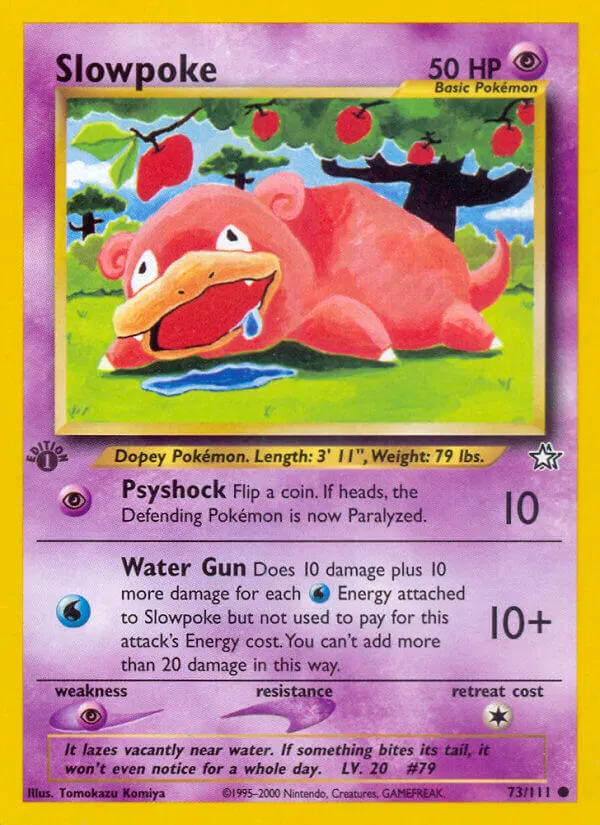 Slowpoke
50 HP
Basic Pokémon
EDITION
1
Dopey Pokémon. Length: 3' 11", Weight: 79 lbs.
Psyshock Flip a coin. If heads, the
Defending Pokémon is now Paralyzed.
10
Water Gun Does 10 damage plus 10
more damage for each Energy attached
to Slowpoke but not used to pay for this
attack's Energy cost. You can't add more
than 20 damage in this way.
10+
weakness
resistance
retreat cost
It lazes vacantly near water. If something bites its tail, it
won't even notice for a whole day. LV. 20 #79
Illus. Tomokazu Komiya
©1995-2000 Nintendo, Creatures, GAMEFREAK.
73/111